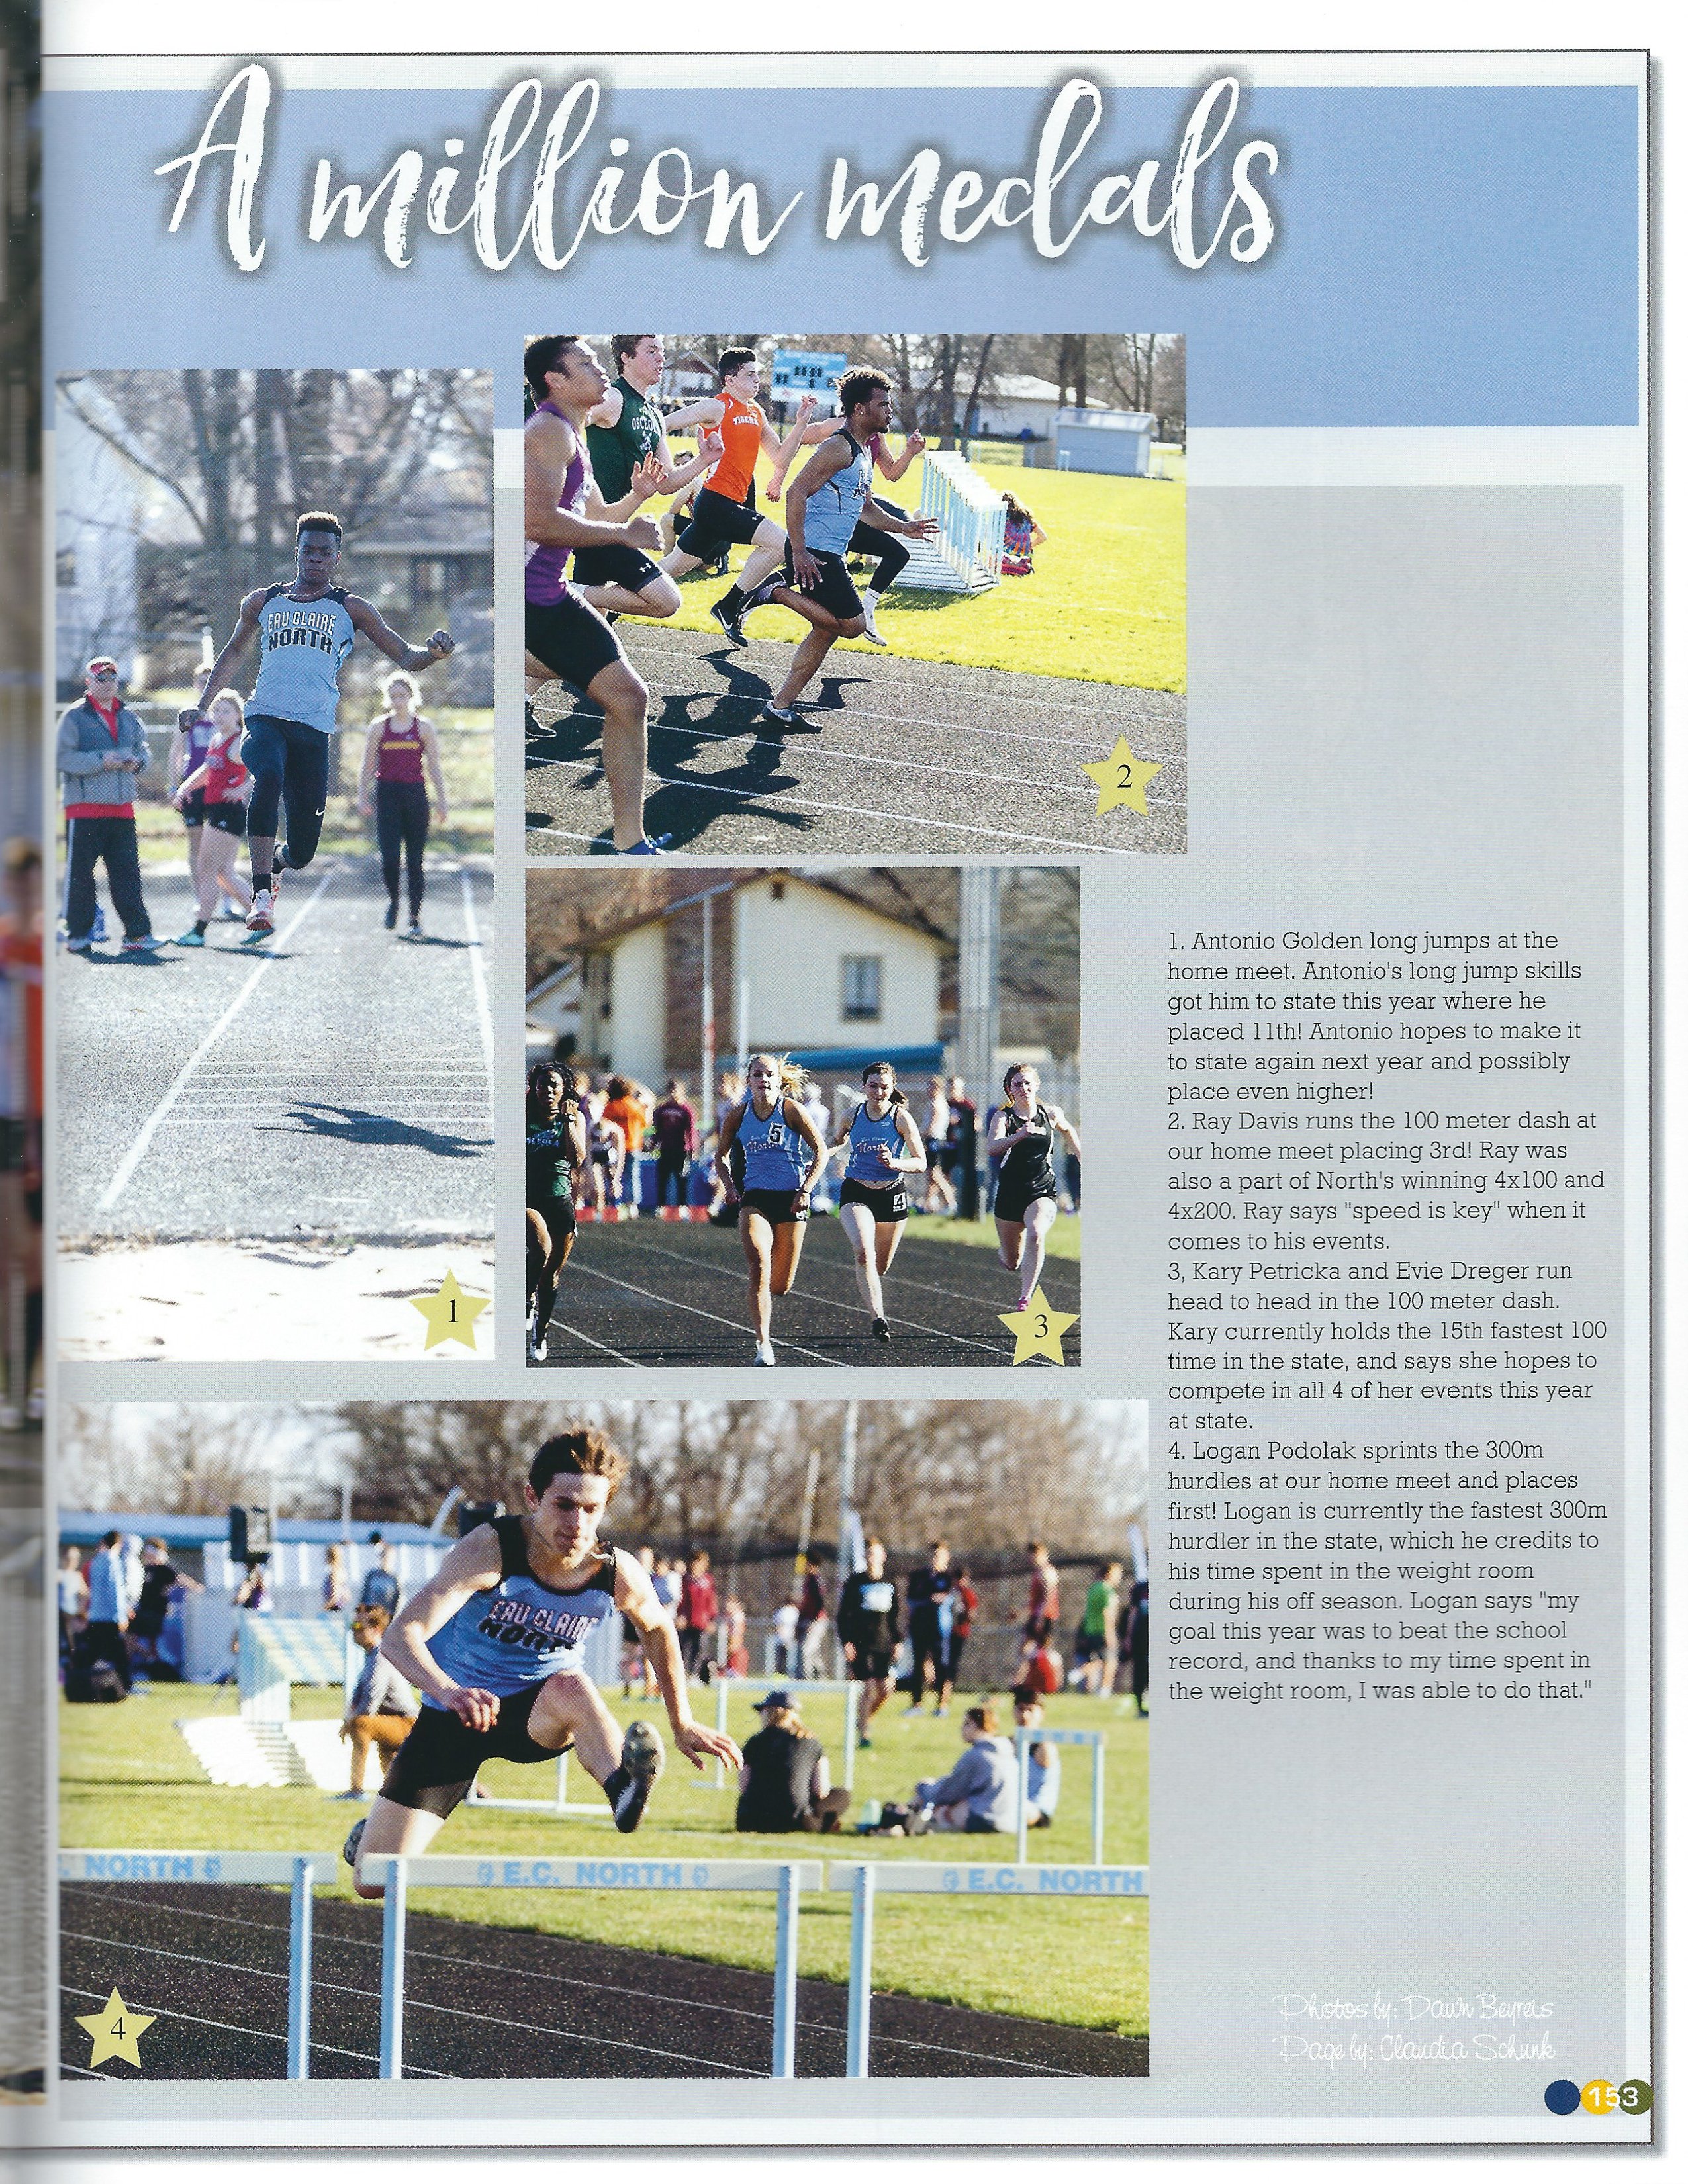 A million medals
EAU CLAIRE
NORTH
OSCEO
TIGERS
2
1
5
North
North
4
3
1. Antonio Golden long jumps at the
home meet. Antonio's long jump skills
got him to state this year where he
placed 11th! Antonio hopes to make it
to state again next year and possibly
place even higher!
2. Ray Davis runs the 100 meter dash at
our home meet placing 3rd! Ray was
also a part of North's winning 4x100 and
4x200. Ray says "speed is key" when it
comes to his events.
3, Kary Petricka and Evie Dreger run
head to head in the 100 meter dash.
Kary currently holds the 15th fastest 100
time in the state, and says she hopes to
compete in all 4 of her events this year
at state.
4. Logan Podolak sprints the 300m
hurdles at our home meet and places
first! Logan is currently the fastest 300m
hurdler in the state, which he credits to
his time spent in the weight room
during his off season. Logan says "my
goal this year was to beat the school
record, and thanks to my time spent in
the weight room, I was able to do that."
EAU CLAIRE
NORTH
. NORTH
E.C. NORTH
E.C. NORTH
4
Photos by: Dawn Beyreis
Page by: Claudia Schunk
153